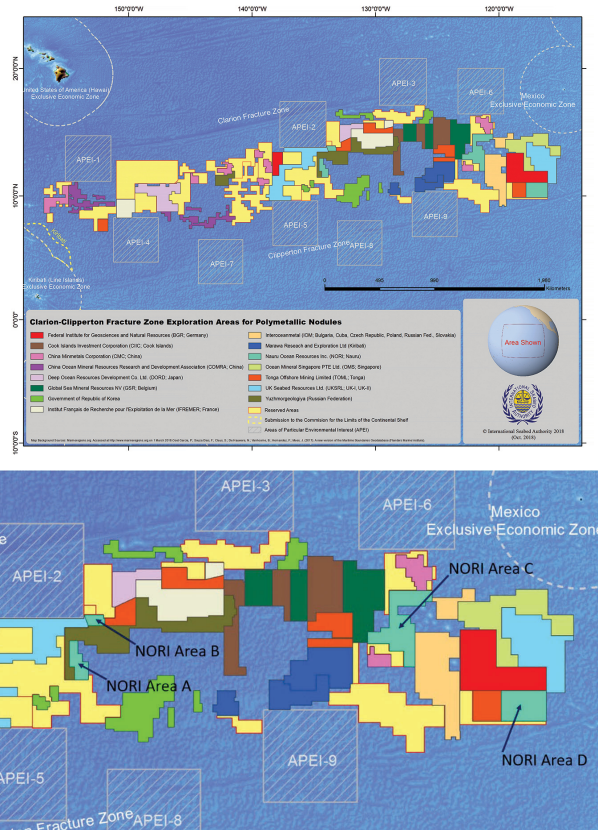 150°0'0"W
140°0'0"W
130°0'0"W
120°0'0"W
20°0'0"N
10°0'0"N
0°0'0"
10°0'0"S
United States of America (Hawaii)
Exclusive Economic Zone
Mexico
Exclusive Economic Zone
Clarion Fracture Zone
APEI-3
APEI-6
APEI-2
APEI-1
APEI-4
APEI-5
APEI-7
Clipperton Fracture Zone
Kiribati
Kiribati (Line Islands)
Exclusive Economic Zone
0
495
1,980
Kilometers
Clarion-Clipperton Fracture Zone Exploration Areas for Polymetallic Nodules
Federal Institute for Geosciences and Natural Resources (BGR; Germany)
Cook Islands Investment Corporation (CIIC; Cook Islands)
China Minmetals Corporation (CMC; China)
China Ocean Mineral Resources Research and Development Association (COMRA; China)
Deep Ocean Resources Development Co. Ltd. (DORD; Japan)
Global Sea Mineral Resources NV (GSR; Belgium)
Government of Republic of Korea
Institut Français de Recherche pour l'Exploitation de la Mer (IFREMER; France)
Interoceanmetal (IOM; Bulgaria, Cuba, Czech Republic, Poland, Russian Fed., Slovakia)
Marawa Research and Exploration Ltd (Kiribati)
Nauru Ocean Resources Inc. (NORI; Nauru)
Ocean Mineral Singapore PTE Ltd. (OMS; Singapore)
Tonga Offshore Mining Limited (TOML; Tonga)
UK Seabed Resources Ltd. (UKSRL; UK-I, UK-II)
Yuzhmorgeologiya (Russian Federation)
Reserved Areas
Submission to the Commission for the Limits of the Continental Shelf
Areas of Particular Environmental Interest (APEI)
Area Shown
© International Seabed Authority 2018
(Oct. 2018)
APEI-3
APEI-6
Mexico
Exclusive Economic Zone
APEI-2
NORI Area C
NORI Area B
NORI Area A
APEI-9
NORI Area D
APEI-5
APEI-8
Fracture Zone